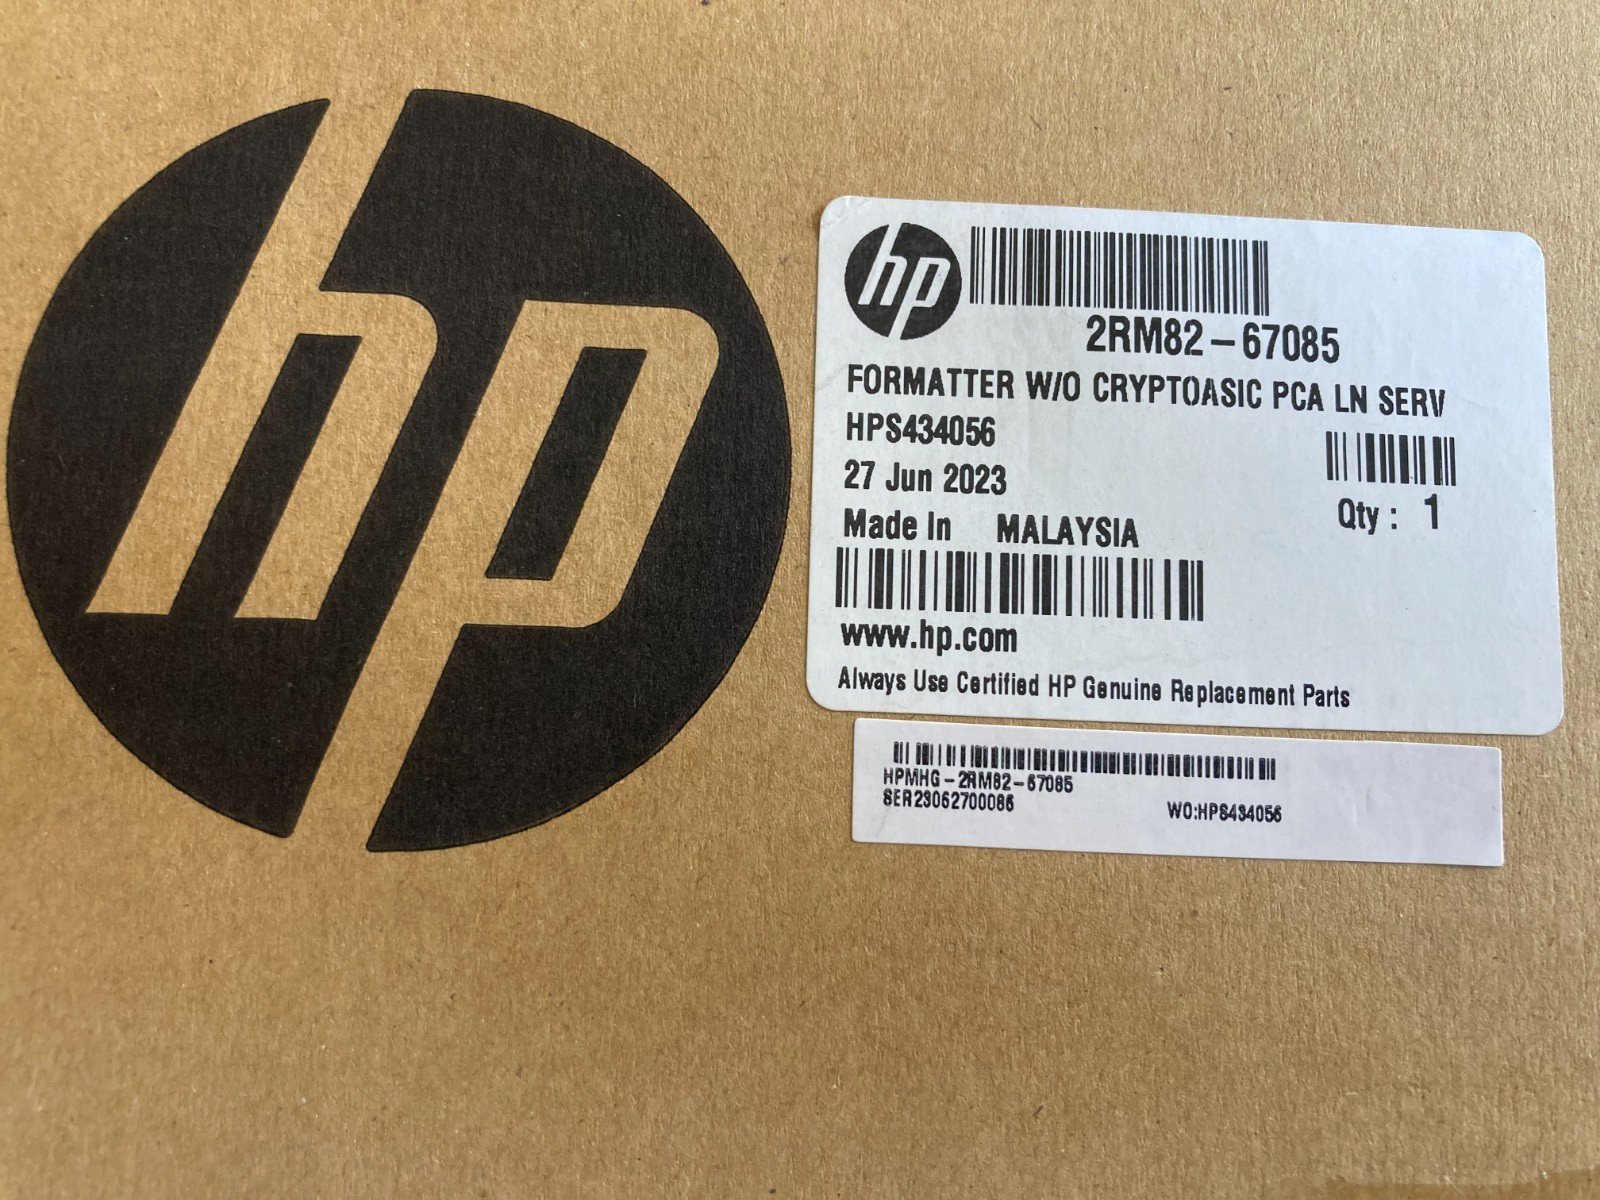 hp
hp
2RM82-67085
FORMATTER W/O CRYPTOASIC PCA LN SERV
HPS434056
27 Jun 2023
Qty : 1
Made In MALAYSIA
www.hp.com
Always Use Certified HP Genuine Replacement Parts
HPMHG-2RM82-67085
SER23062700086
WO:HPS434056